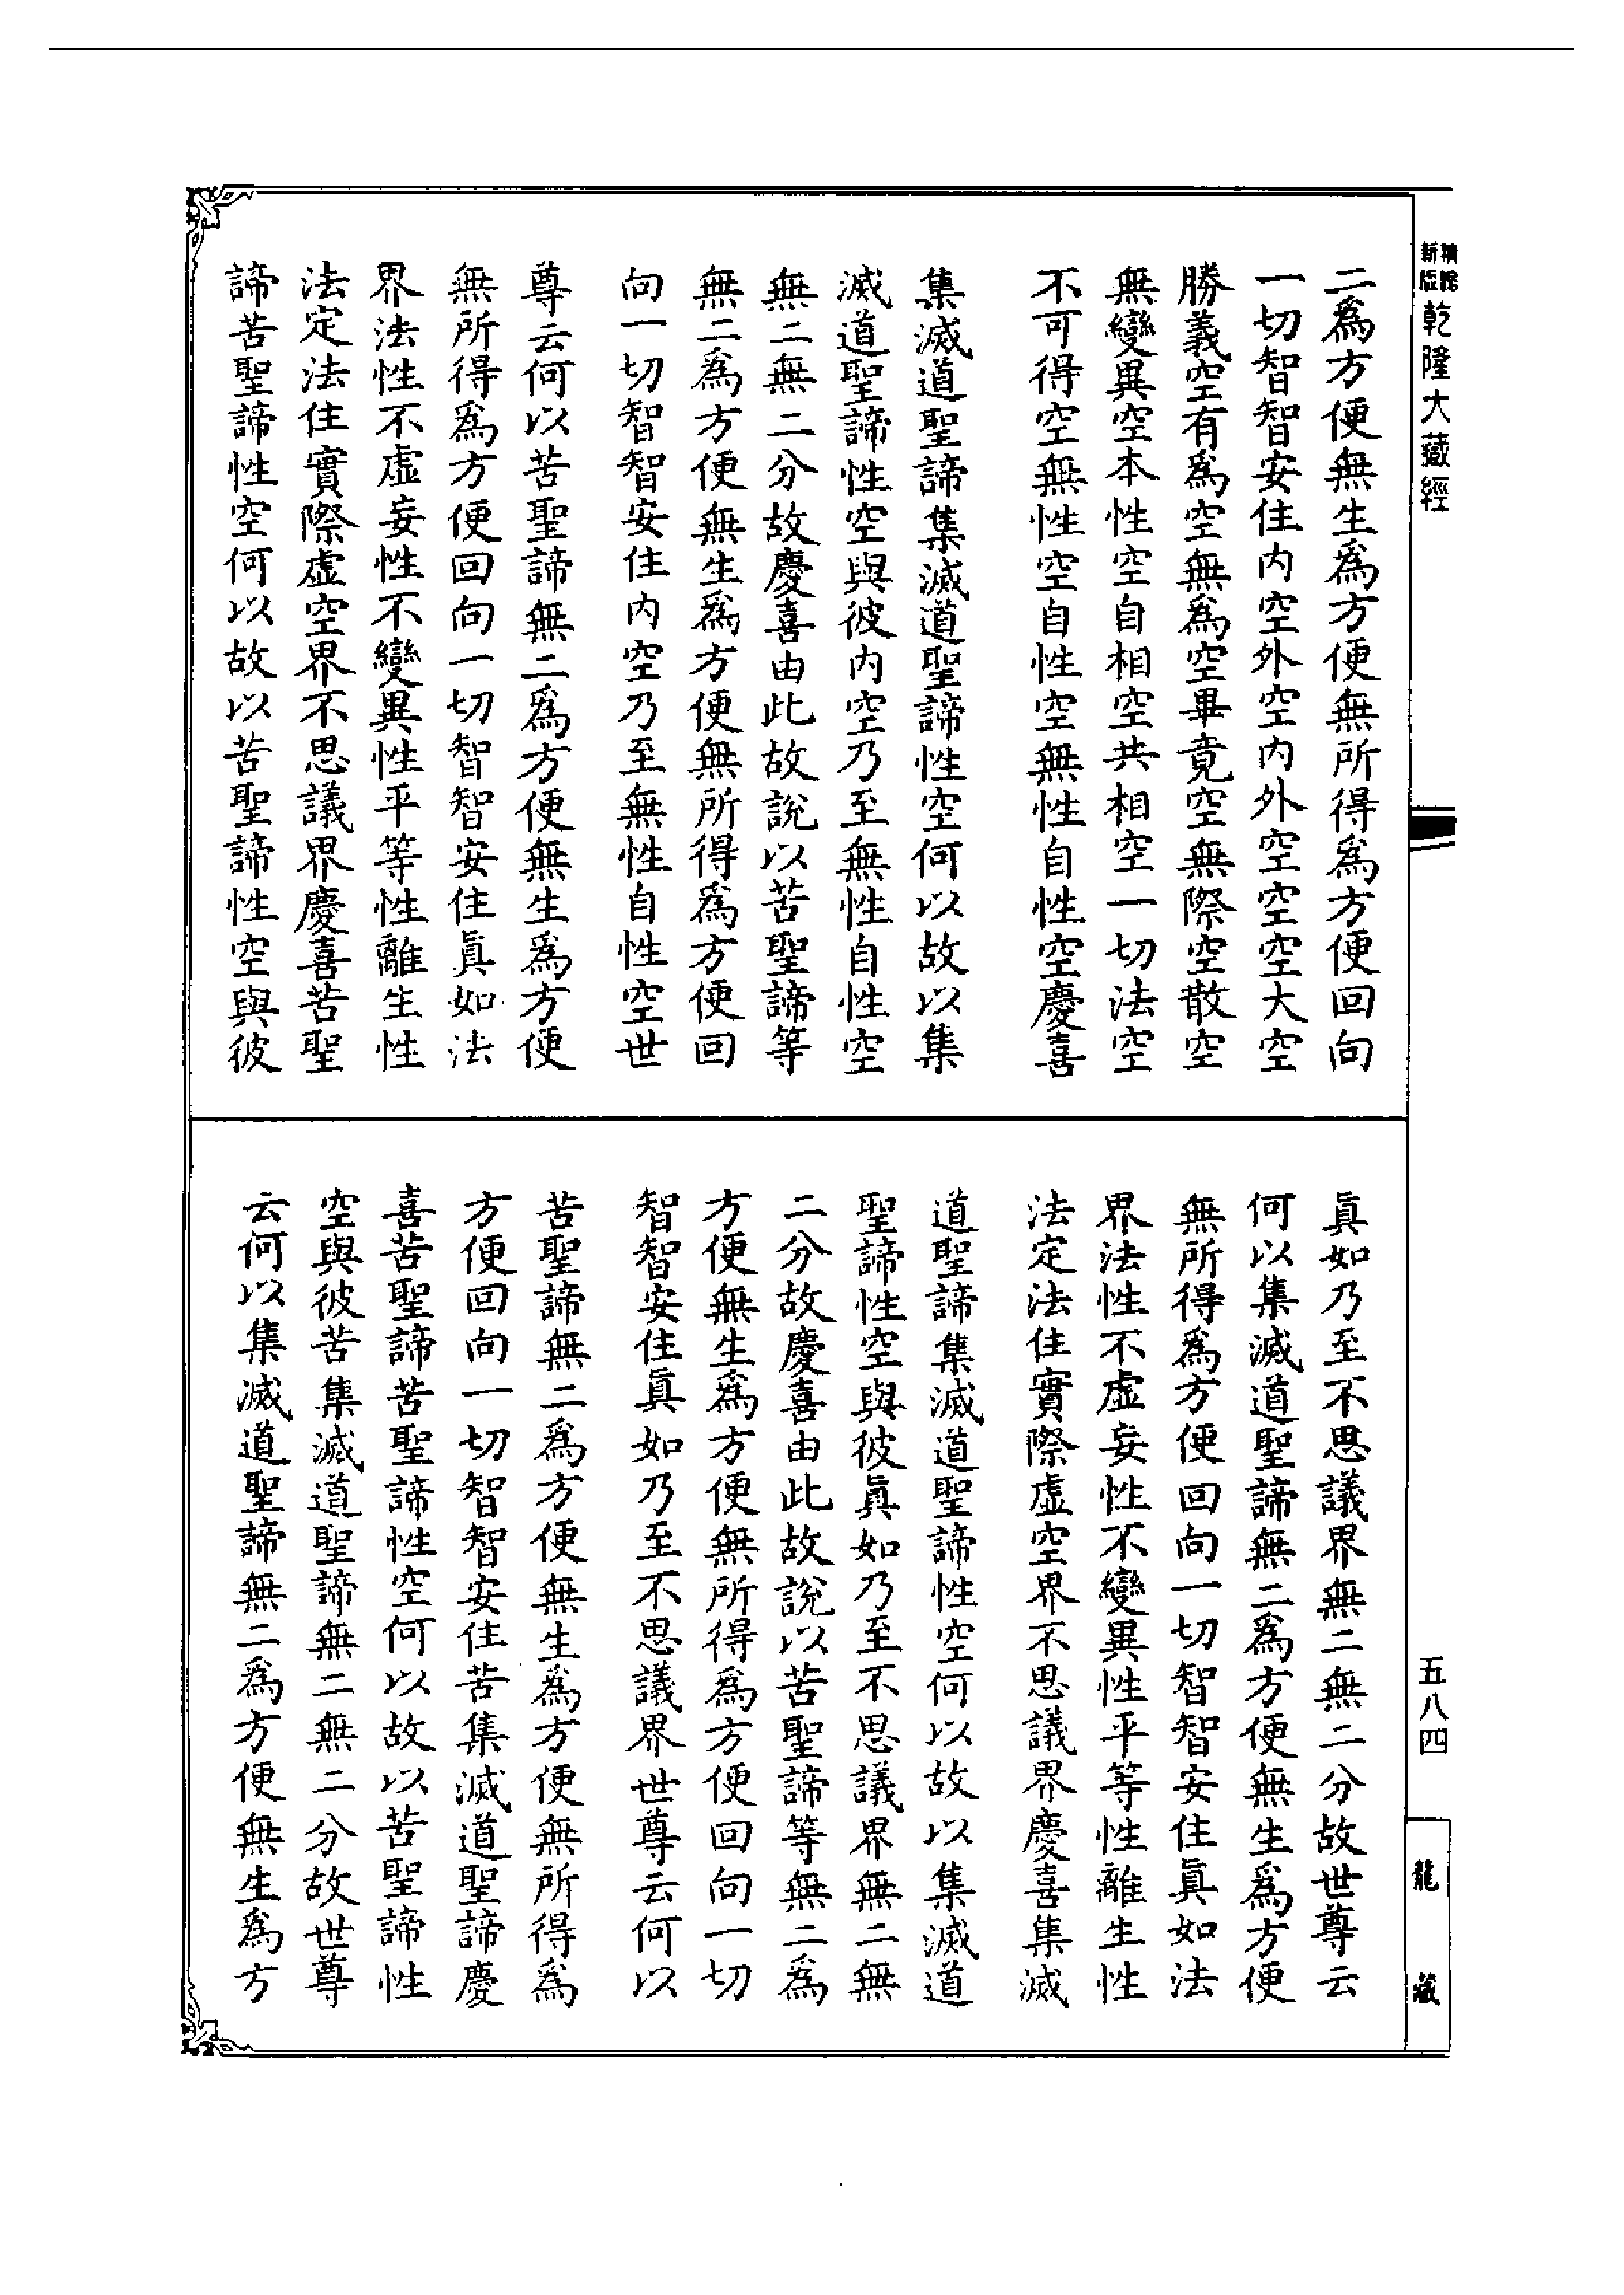 新版
精縮
乾隆大藏經
二爲方便無生爲方便無所得爲方便回向
一切智智安住内空外空内外空空空大空
勝義空有爲空無爲空畢竟空無際空散空
無變異空本性空自相空共相空一切法空
不可得空無性空自性空無性自性空慶喜
集滅道聖諦集滅道聖諦性空何以故以集
滅道聖諦性空與彼内空乃至無性自性空
無二無二分故慶喜由此故說以苦聖諦等
無二爲方便無生爲方便無所得爲方便回
向一切智智安住内空乃至無性自性空世
尊云何以苦聖諦無二爲方便無生爲方便
無所得爲方便回向一切智智安住眞如法
界法性不虛妄性不變異性平等性離生性
法定法住實際虛空界不思議界慶喜苦聖
諦苦聖諦性空何以故以苦聖諦性空與彼
眞如乃至不思議界無二無二分故世尊云
何以集滅道聖諦無二爲方便無生爲方便
無所得爲方便回向一切智智安住眞如法
界法性不虛妄性不變異性平等性離生性
法定法住實際虛空界不思議界慶喜集滅
道聖諦集滅道聖諦性空何以故以集滅道
聖諦性空與彼眞如乃至不思議界無二無
二分故慶喜由此故說以苦聖諦等無二爲
方便無生爲方便無所得爲方便回向一切
智智安住眞如乃至不思議界世尊云何以
苦聖諦無二爲方便無生爲方便無所得爲
方便回向一切智智安住苦集滅道聖諦慶
喜苦聖諦苦聖諦性空何以故以苦聖諦性
空與彼苦集滅道聖諦無二無二分故世尊
云何以集滅道聖諦無二爲方便無生爲方
五八四
龍藏